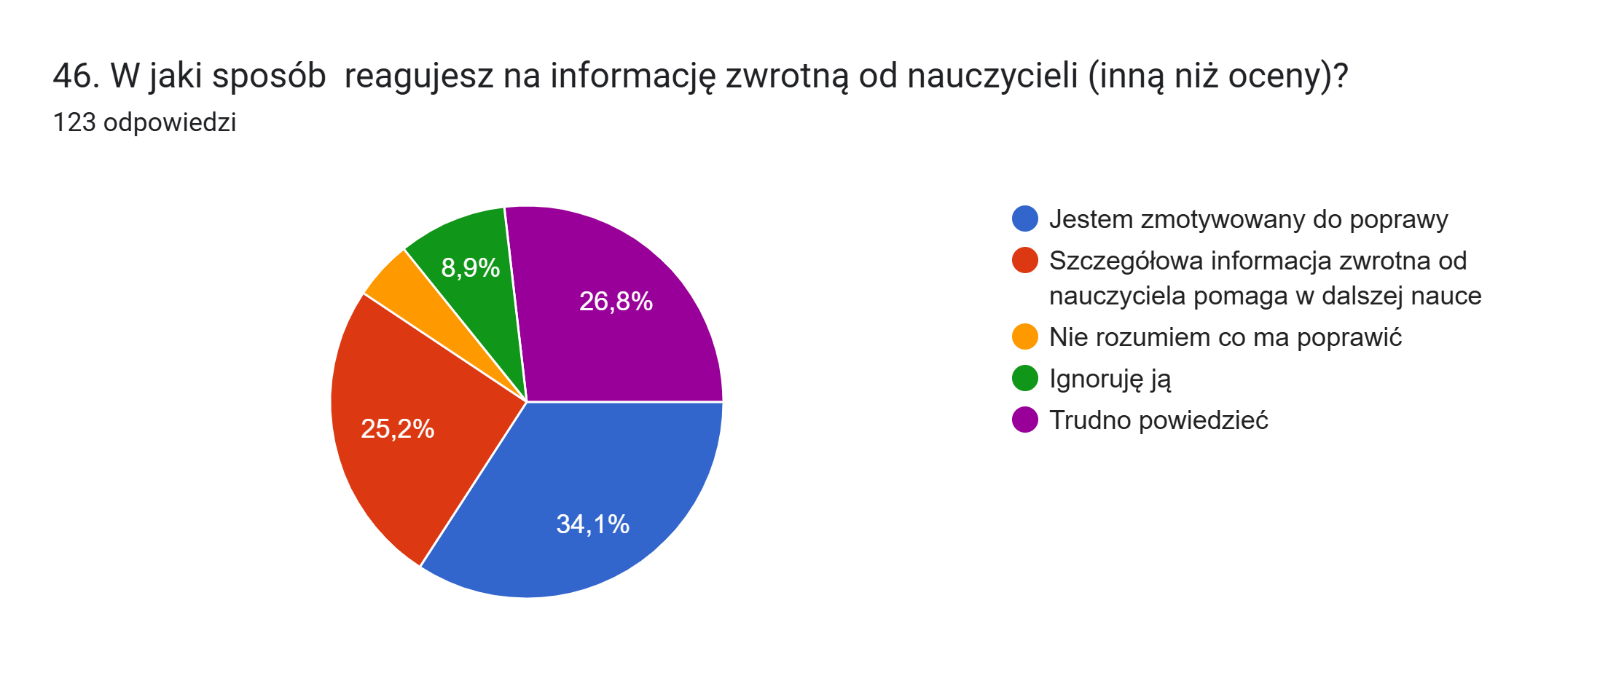 46. W jaki sposób  reagujesz na informację zwrotną od nauczycieli (inną niż oceny)?
123 odpowiedzi
8,9%
26,8%
25,2%
34,1%
Jestem zmotywowany do poprawy
Szczegółowa informacja zwrotna od
nauczyciela pomaga w dalszej nauce
Nie rozumiem co ma poprawić
Ignoruję ją
Trudno powiedzieć